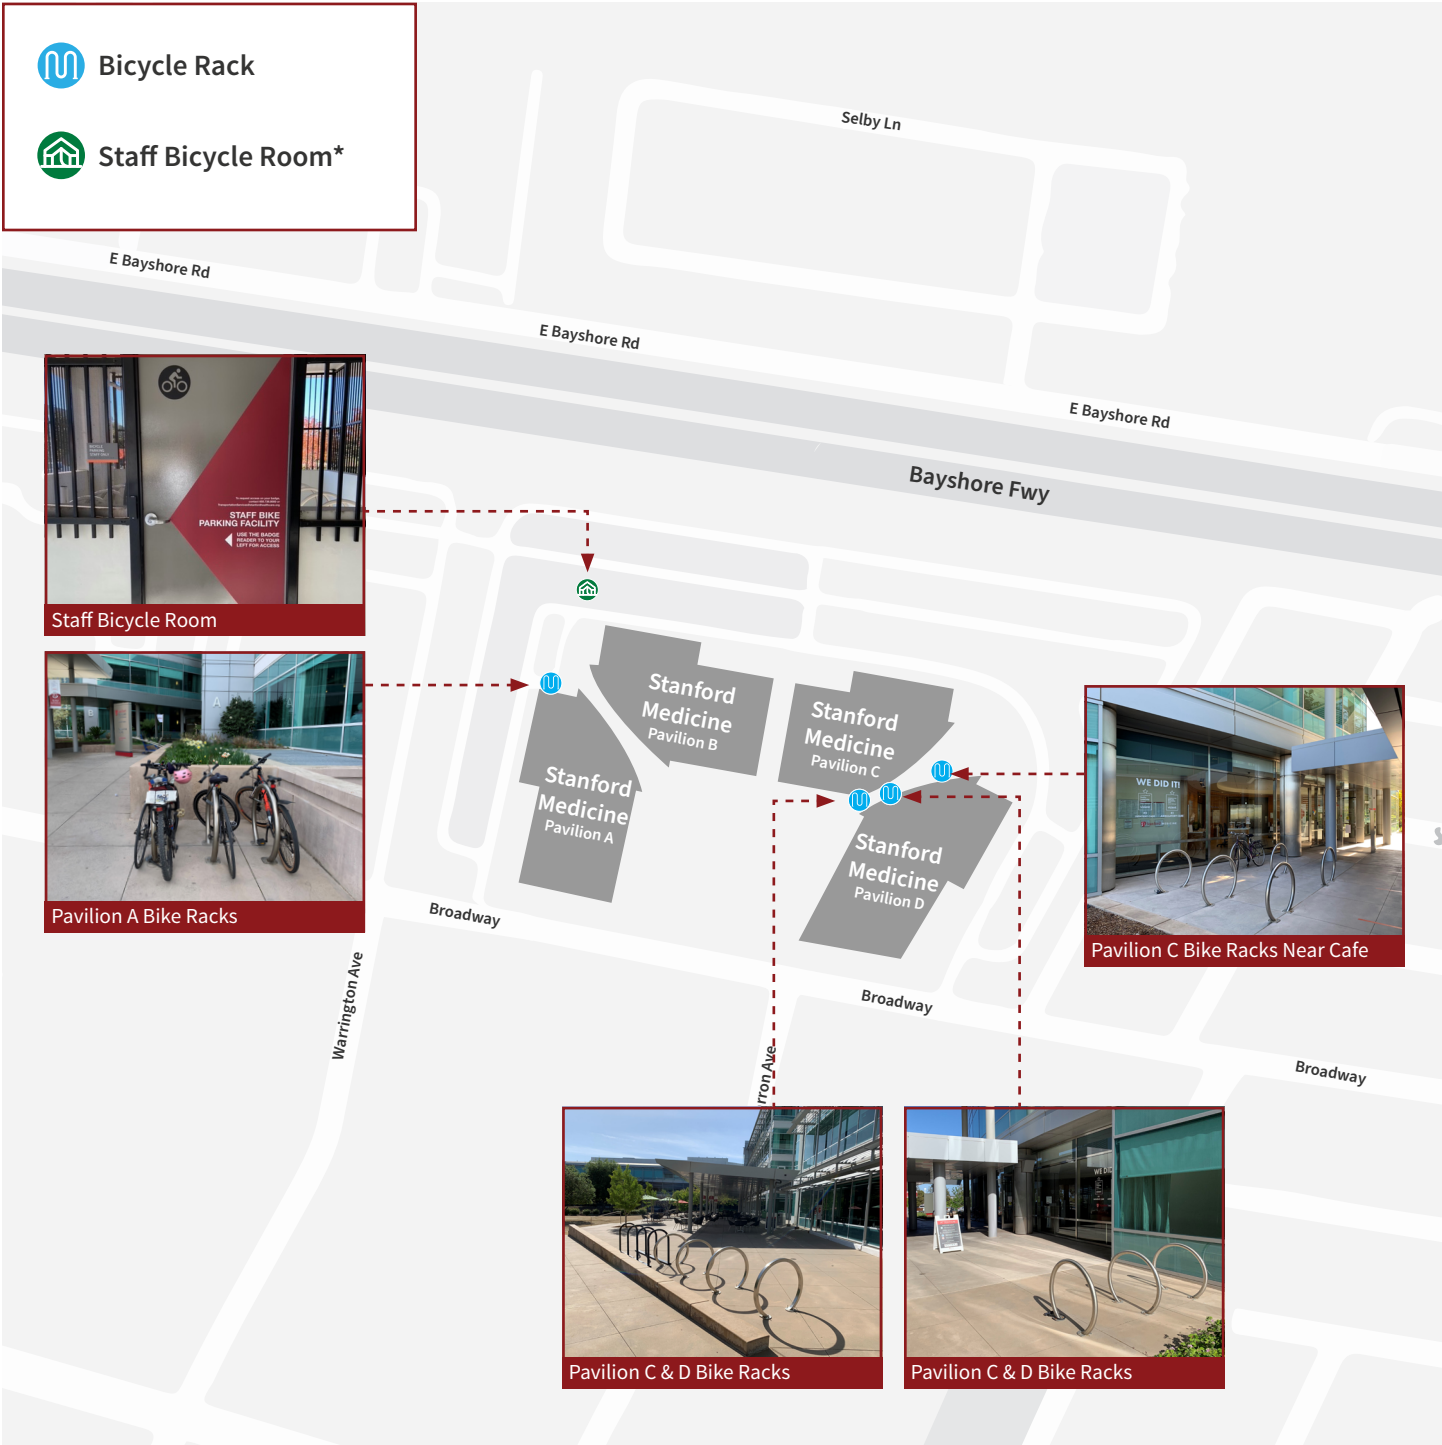 Bicycle Rack
Staff Bicycle Room*
Selby Ln
E Bayshore Rd
E Bayshore Rd
E Bayshore Rd
Bayshore Fwy
STAFF BIKE
PARKING FACILITY
USE THE BADGE
READER TO YOUR
LEFT FOR ACCESS
Staff Bicycle Room
Stanford
Medicine
Pavilion B
Stanford
Medicine
Pavilion C
Stanford
Medicine
Pavilion A
Stanford
Medicine
Pavilion D
A
B
Pavilion A Bike Racks
WE DID IT!
Pavilion C Bike Racks Near Cafe
Broadway
Broadway
Broadway
Warrington Ave
rron Ave
WE DID
Pavilion C & D Bike Racks
Pavilion C & D Bike Racks